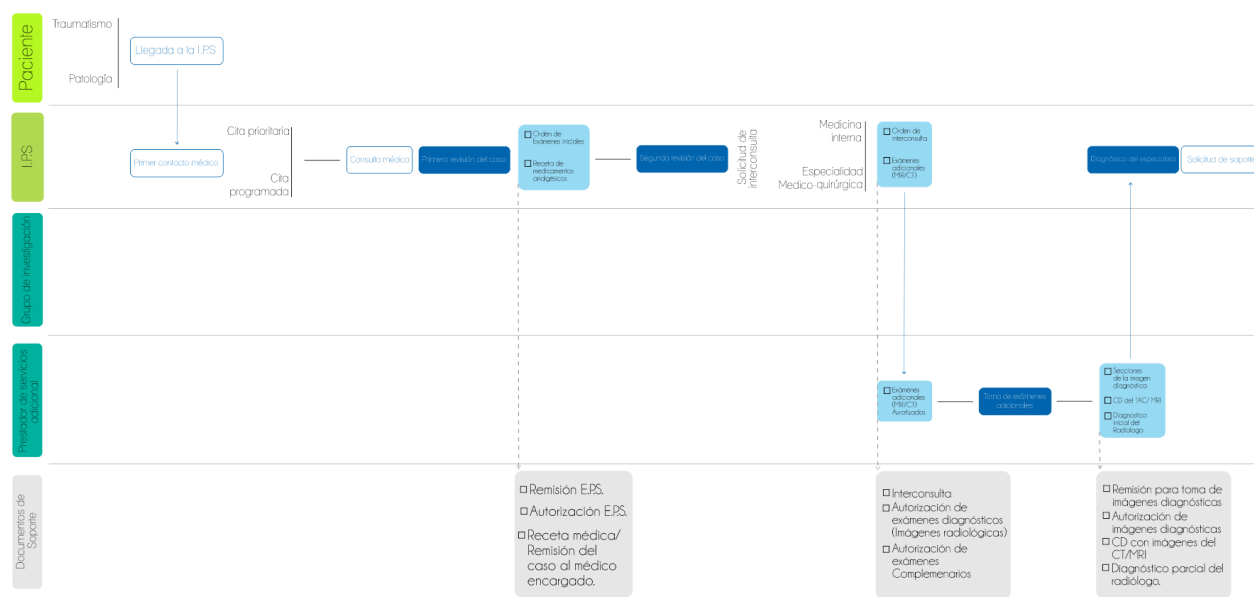 Paciente
Traumatismo
Patología
Llegada a la I.P.S
I.P.S
Primer contacto médico
Cita prioritaria
Cita
programada
Consulta médica
Primera revisión del caso
Orden de
Exámenes iniciales
Receta de
medicamentos
analgésicos
Segunda revisión del caso
Solicitud de
interconsulta
Medicina
interna
Especialidad
Medico-quirúrgica
Orden de
Interconsulta
Exámenes
adicionales
(MRI/CT)
Diagnóstico del especialista
Solicitud de soporte
Grupo de investigación
Prestador de servicios
adicional
Exámenes
adicionales
(MRI/CT)
Toma de exámenes
adicionales
Secciones
de la imagen
diagnóstica
CD del TAC/ MRI
Diagnostico
inicial del
Radiólogo
Documentos de
Soporte
Remisión E.P.S.
Autorización E.P.S.
Receta médica/
Remisión del
caso al médico
encargado.
Interconsulta
Autorización de
exámenes diagnósticos
(Imágenes radiológicas)
Autorización de
exámenes
Complemenarios
Remisión para toma de
imágenes diagnósticas
Autorización de
imágenes diagnósticas
CD con imágenes del
CT/MRI
Diagnóstico parcial del
radiólogo.